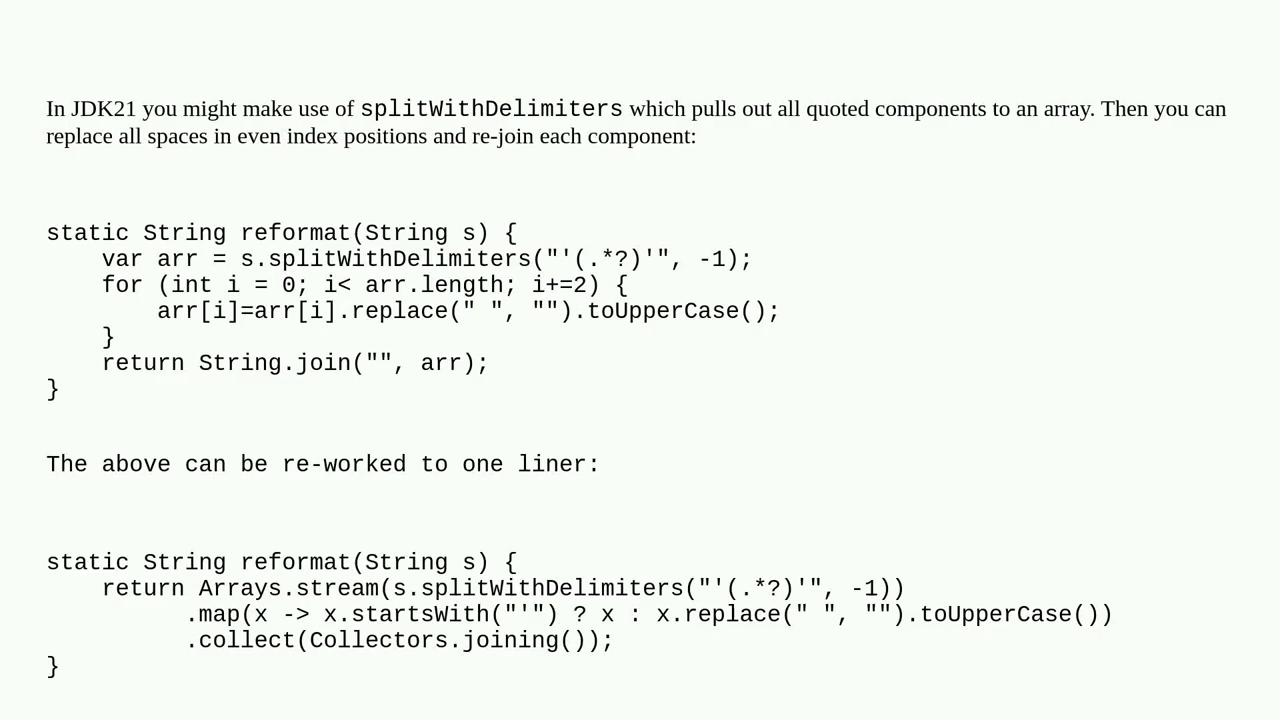 In JDK21 you might make use of splitWithDelimiters which pulls out all quoted components to an array. Then you can
replace all spaces in even index positions and re-join each component:
static String reformat(String s) {
    var arr = s.splitWithDelimiters("'(.*?)'", -1);
    for (int i = 0; i< arr.length; i+=2) {
        arr[i]=arr[i].replace(" ", "").toUpperCase();
    }
    return String.join("", arr);
}
The above can be re-worked to one liner:
static String reformat(String s) {
    return Arrays.stream(s.splitWithDelimiters("'(.*?)'", -1))
          .map(x -> x.startsWith("'") ? x : x.replace(" ", "").toUpperCase())
          .collect(Collectors.joining());
}